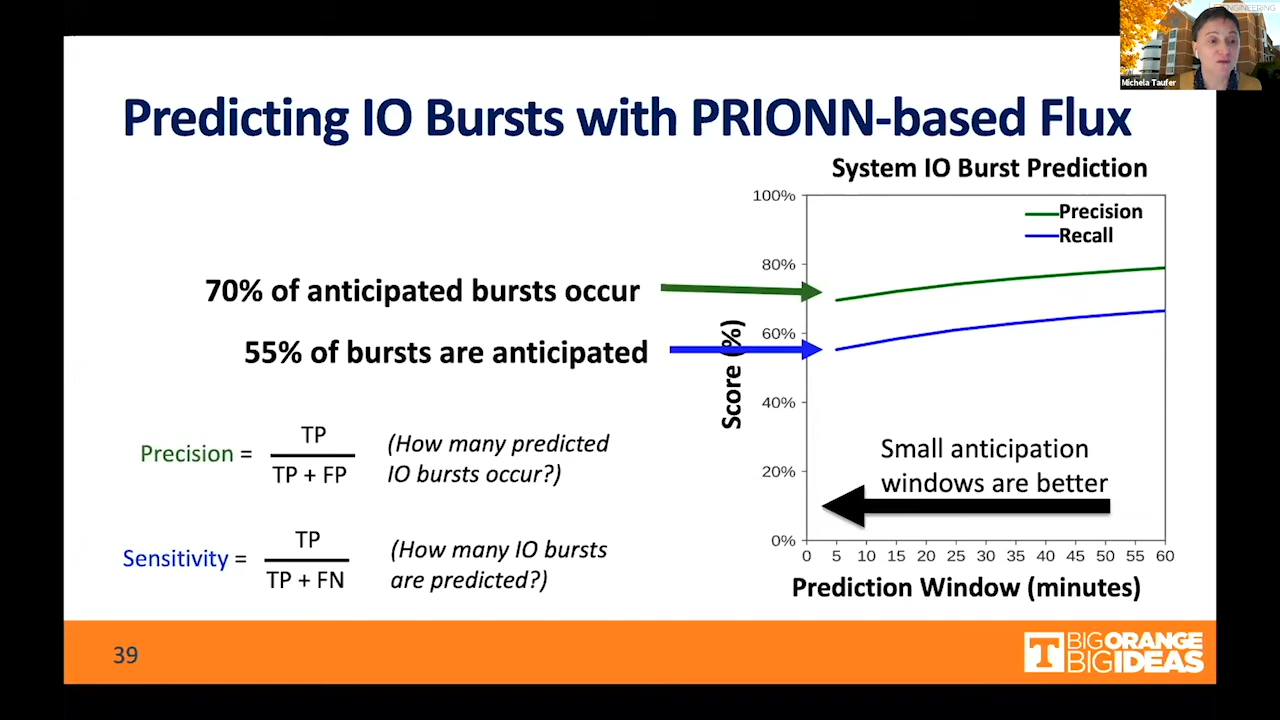 ENGINEERING
Michela Taufer
Predicting IO Bursts with PRIONN-based Flux
System IO Burst Prediction
100%
80%
60%
40%
20%
0%
Precision
Recall
70% of anticipated bursts occur
55% of bursts are anticipated
Score (%)
Precision = TP / TP + FP
(How many predicted
IO bursts occur?)
Sensitivity = TP / TP + FN
(How many IO bursts
are predicted?)
Small anticipation
windows are better
0 5 10 15 20 25 30 35 40 45 50 55 60
Prediction Window (minutes)
39
T
BIG ORANGE
BIG IDEAS